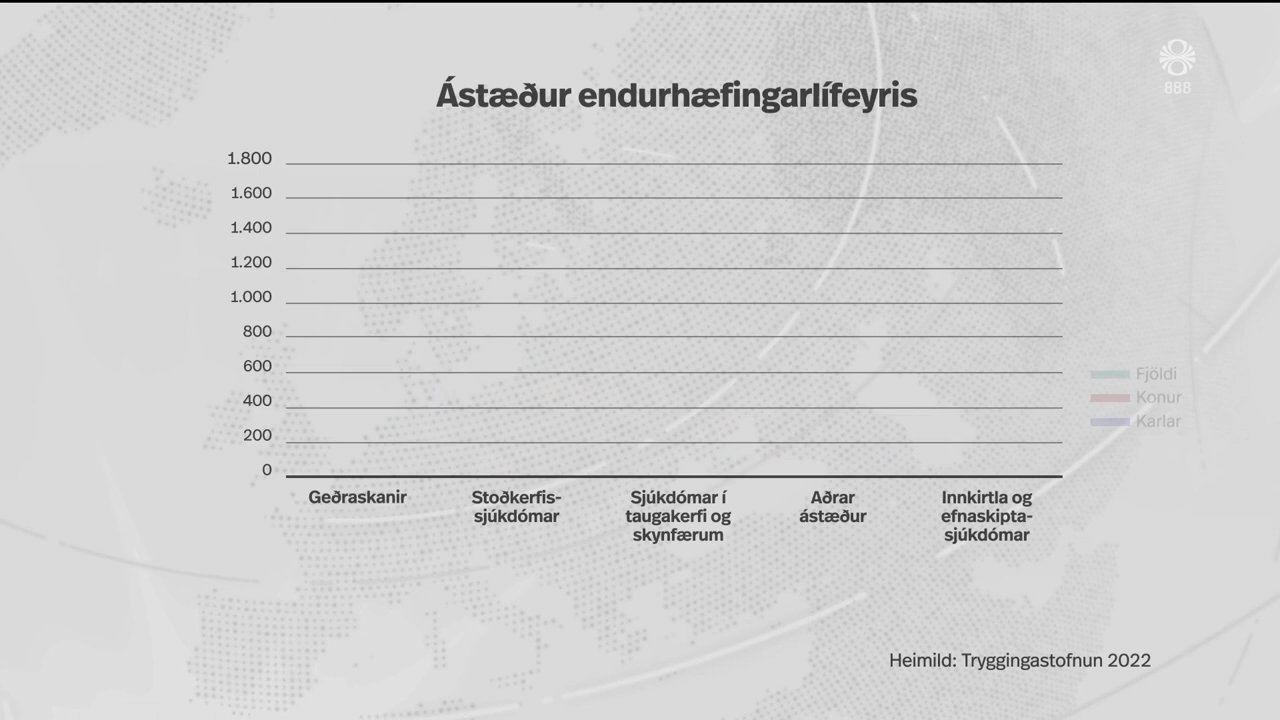 888
Ástæður endurhæfingarlífeyris
1.800
1.600
1.400
1.200
1.000
800
600
400
200
0
Fjöldi
Konur
Karlar
Geðraskanir
Stoðkerfis-
sjúkdómar
Sjúkdómar í
taugakerfi og
skynfærum
Aðrar
ástæður
Innkirtla og
efnaskipta-
sjúkdómar
Heimild: Tryggingastofnun 2022